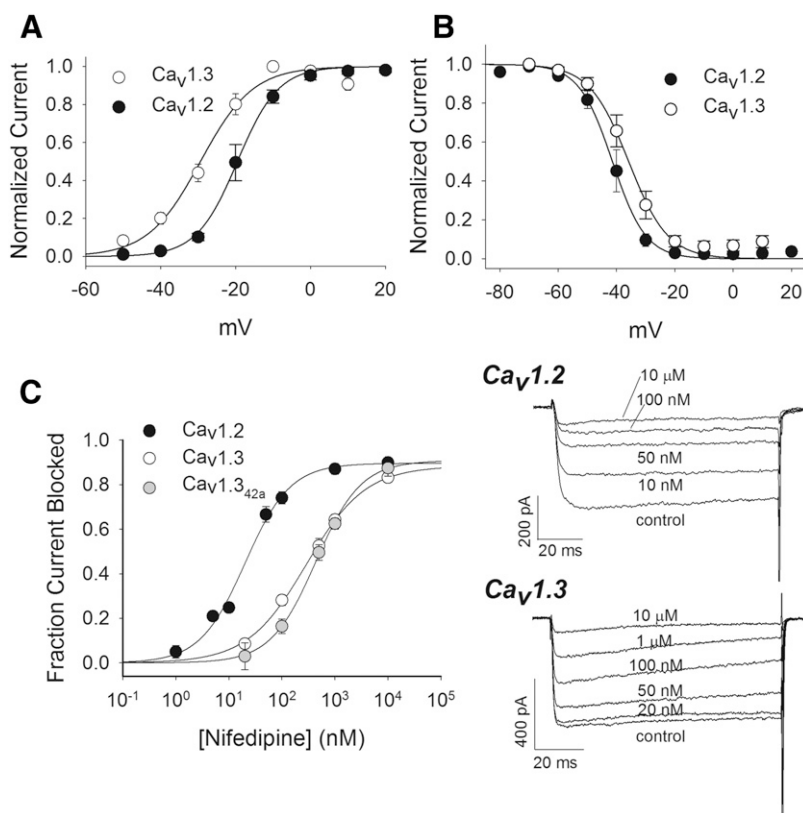 A
Normalized Current
1.0
0.8
0.6
0.4
0.2
0.0
Cav1.3
Cav1.2
-60
-40
-20
0
20
mV
B
Normalized Current
1.0
0.8
0.6
0.4
0.2
0.0
Cav1.2
Cav1.3
-80
-60
-40
-20
0
20
mV
C
Fraction Current Blocked
1.0
0.8
0.6
0.4
0.2
0.0
Cav1.2
Cav1.3
Cav1.3 42a
10⁻¹
10⁰
10¹
10²
10³
10⁴
10⁵
[Nifedipine] (nM)
Cav1.2
10 μM
100 nM
50 nM
10 nM
control
200 pA
20 ms
Cav1.3
10 μM
1 μM
100 nM
50 nM
20 nM
control
400 pA
20 ms